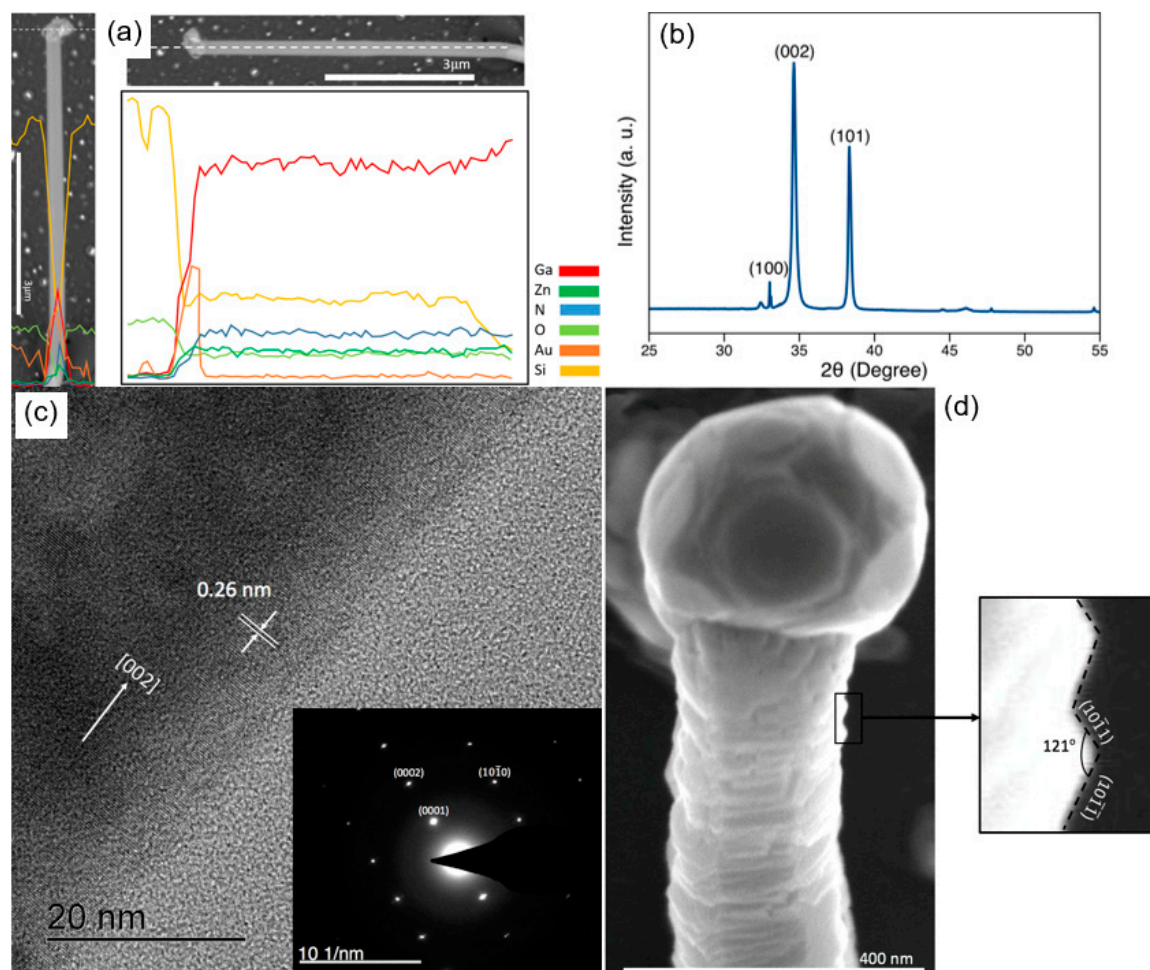 (a)
3μm
3μm
Ga
Zn
N
O
Au
Si
(b)
(002)
(101)
(100)
Intensity (a. u.)
25 30 35 40 45 50 55
2θ (Degree)
(c)
0.26 nm
[002]
20 nm
(0002)
(101̄0)
(0001)
10 1/nm
(d)
(101̄1)
121°
(101̄1̄)
400 nm